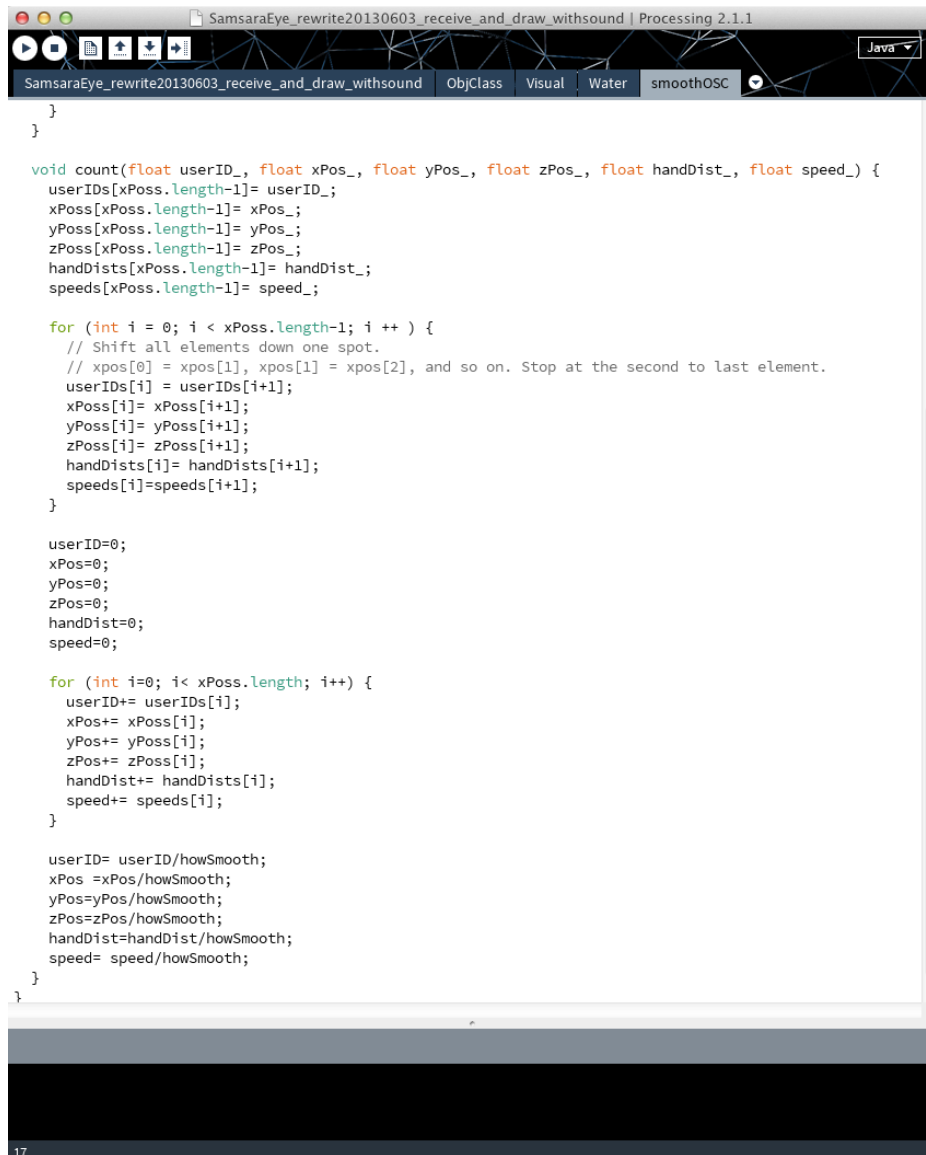 SamsaraEye_rewrite20130603_receive_and_draw_withsound | Processing 2.1.1
Java
SamsaraEye_rewrite20130603_receive_and_draw_withsound ObjClass Visual Water smoothOSC
}
}
void count(float userID_, float xPos_, float yPos_, float zPos_, float handDist_, float speed_) {
userIDs[xPoss.length-1]= userID_;
xPoss[xPoss.length-1]= xPos_;
yPoss[xPoss.length-1]= yPos_;
zPoss[xPoss.length-1]= zPos_;
handDists[xPoss.length-1]= handDist_;
speeds[xPoss.length-1]= speed_;
for (int i = 0; i < xPoss.length-1; i ++ ) {
// Shift all elements down one spot.
// xpos[0] = xpos[1], xpos[1] = xpos[2], and so on. Stop at the second to last element.
userIDs[i] = userIDs[i+1];
xPoss[i]= xPoss[i+1];
yPoss[i]= yPoss[i+1];
zPoss[i]= zPoss[i+1];
handDists[i]= handDists[i+1];
speeds[i]=speeds[i+1];
}
userID=0;
xPos=0;
yPos=0;
zPos=0;
handDist=0;
speed=0;
for (int i=0; i< xPoss.length; i++) {
userID+= userIDs[i];
xPos+= xPoss[i];
yPos+= yPoss[i];
zPos+= zPoss[i];
handDist+= handDists[i];
speed+= speeds[i];
}
userID= userID/howSmooth;
xPos =xPos/howSmooth;
yPos=yPos/howSmooth;
zPos=zPos/howSmooth;
handDist=handDist/howSmooth;
speed= speed/howSmooth;
}
}
17